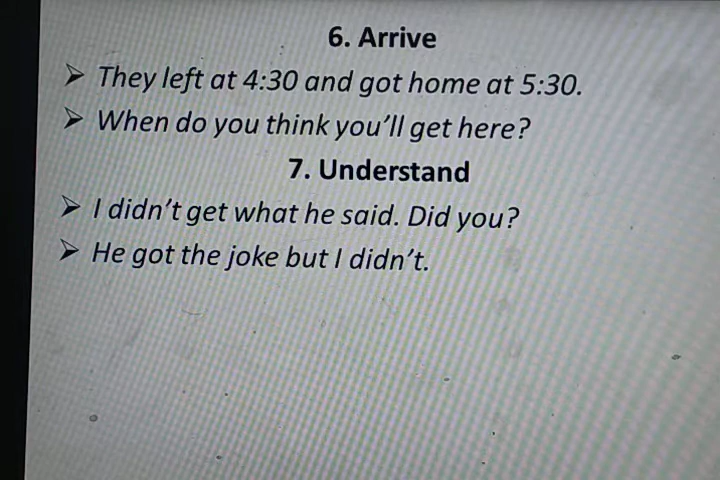 6. Arrive
➢ They left at 4:30 and got home at 5:30.
➢ When do you think you'll get here?
7. Understand
➢ I didn't get what he said. Did you?
➢ He got the joke but I didn't.